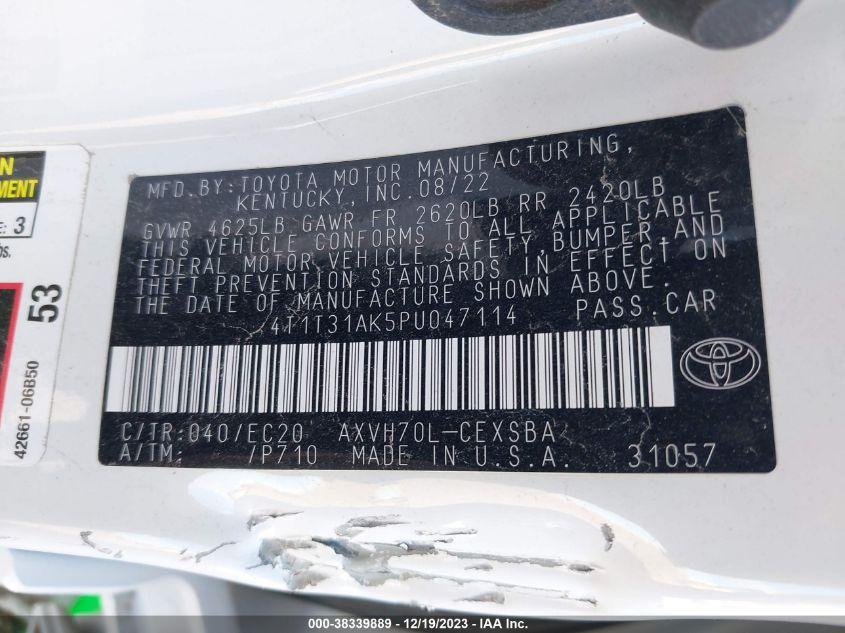 N
MENT
E: 3
bs.
53
42661-06B50
MFD. BY: TOYOTA MOTOR MANUFACTURING,
KENTUCKY, INC. 08/22
GVWR 4625LB GAWR FR 2620LB RR 2420LB
THIS VEHICLE CONFORMS TO ALL APPLICABLE
FEDERAL MOTOR VEHICLE SAFETY, BUMPER, AND
THEFT PREVENTION STANDARDS IN EFFECT ON
THE DATE OF MANUFACTURE SHOWN ABOVE.
4T1T31AK5PU047114 PASS. CAR
C/TR: 040/EC20 AXVH70L-CEXSBA
A/TM: /P710 MADE IN U.S.A. 31057
000-38339889 - 12/19/2023 - IAA Inc.